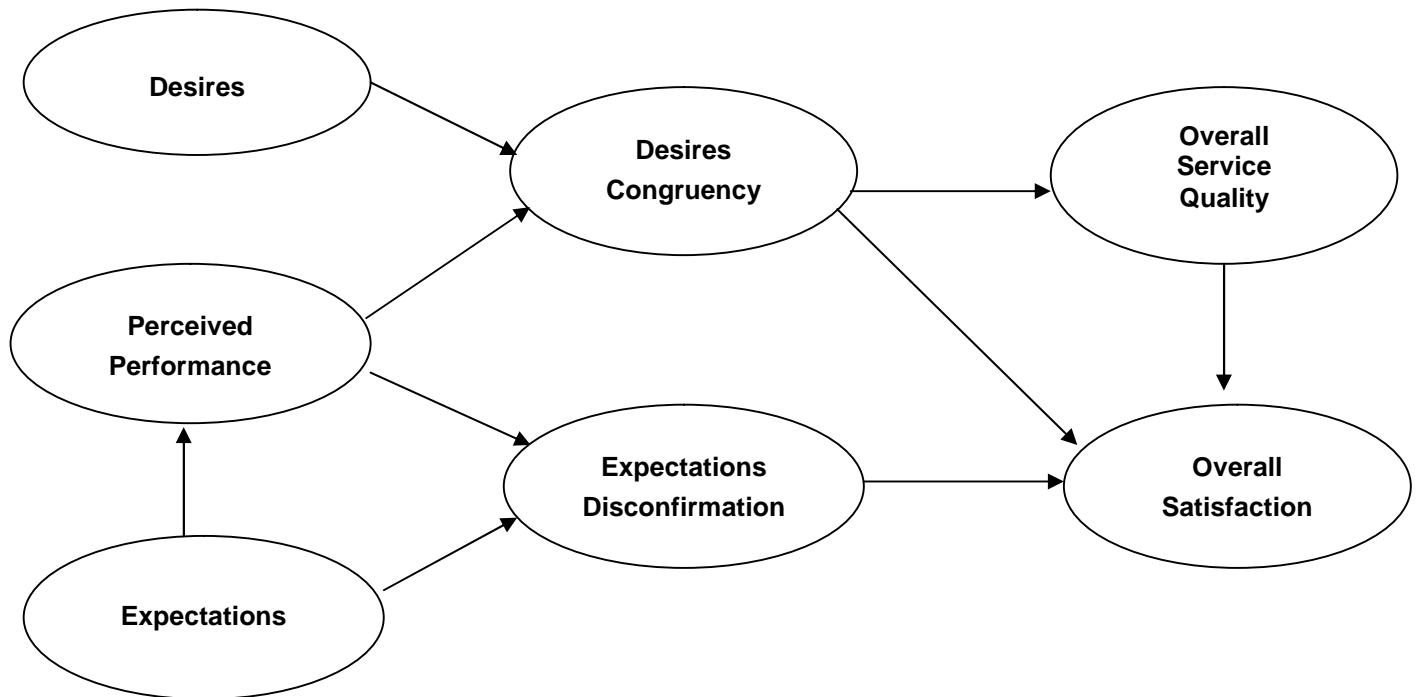 Desires
Desires
Congruency
Overall
Service
Quality
Perceived
Performance
Expectations
Disconfirmation
Overall
Satisfaction
Expectations